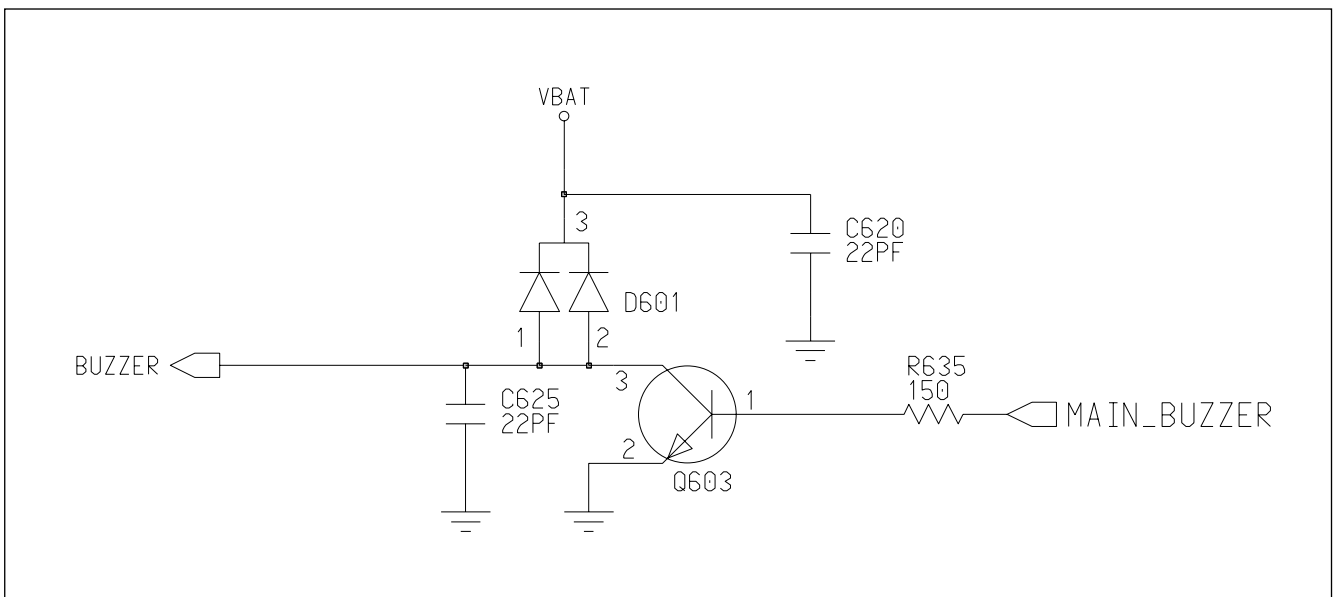 VBAT
3
C620
22PF
D601
1
2
BUZZER
3
R635
150
C625
22PF
1
MAIN_BUZZER
2
Q603